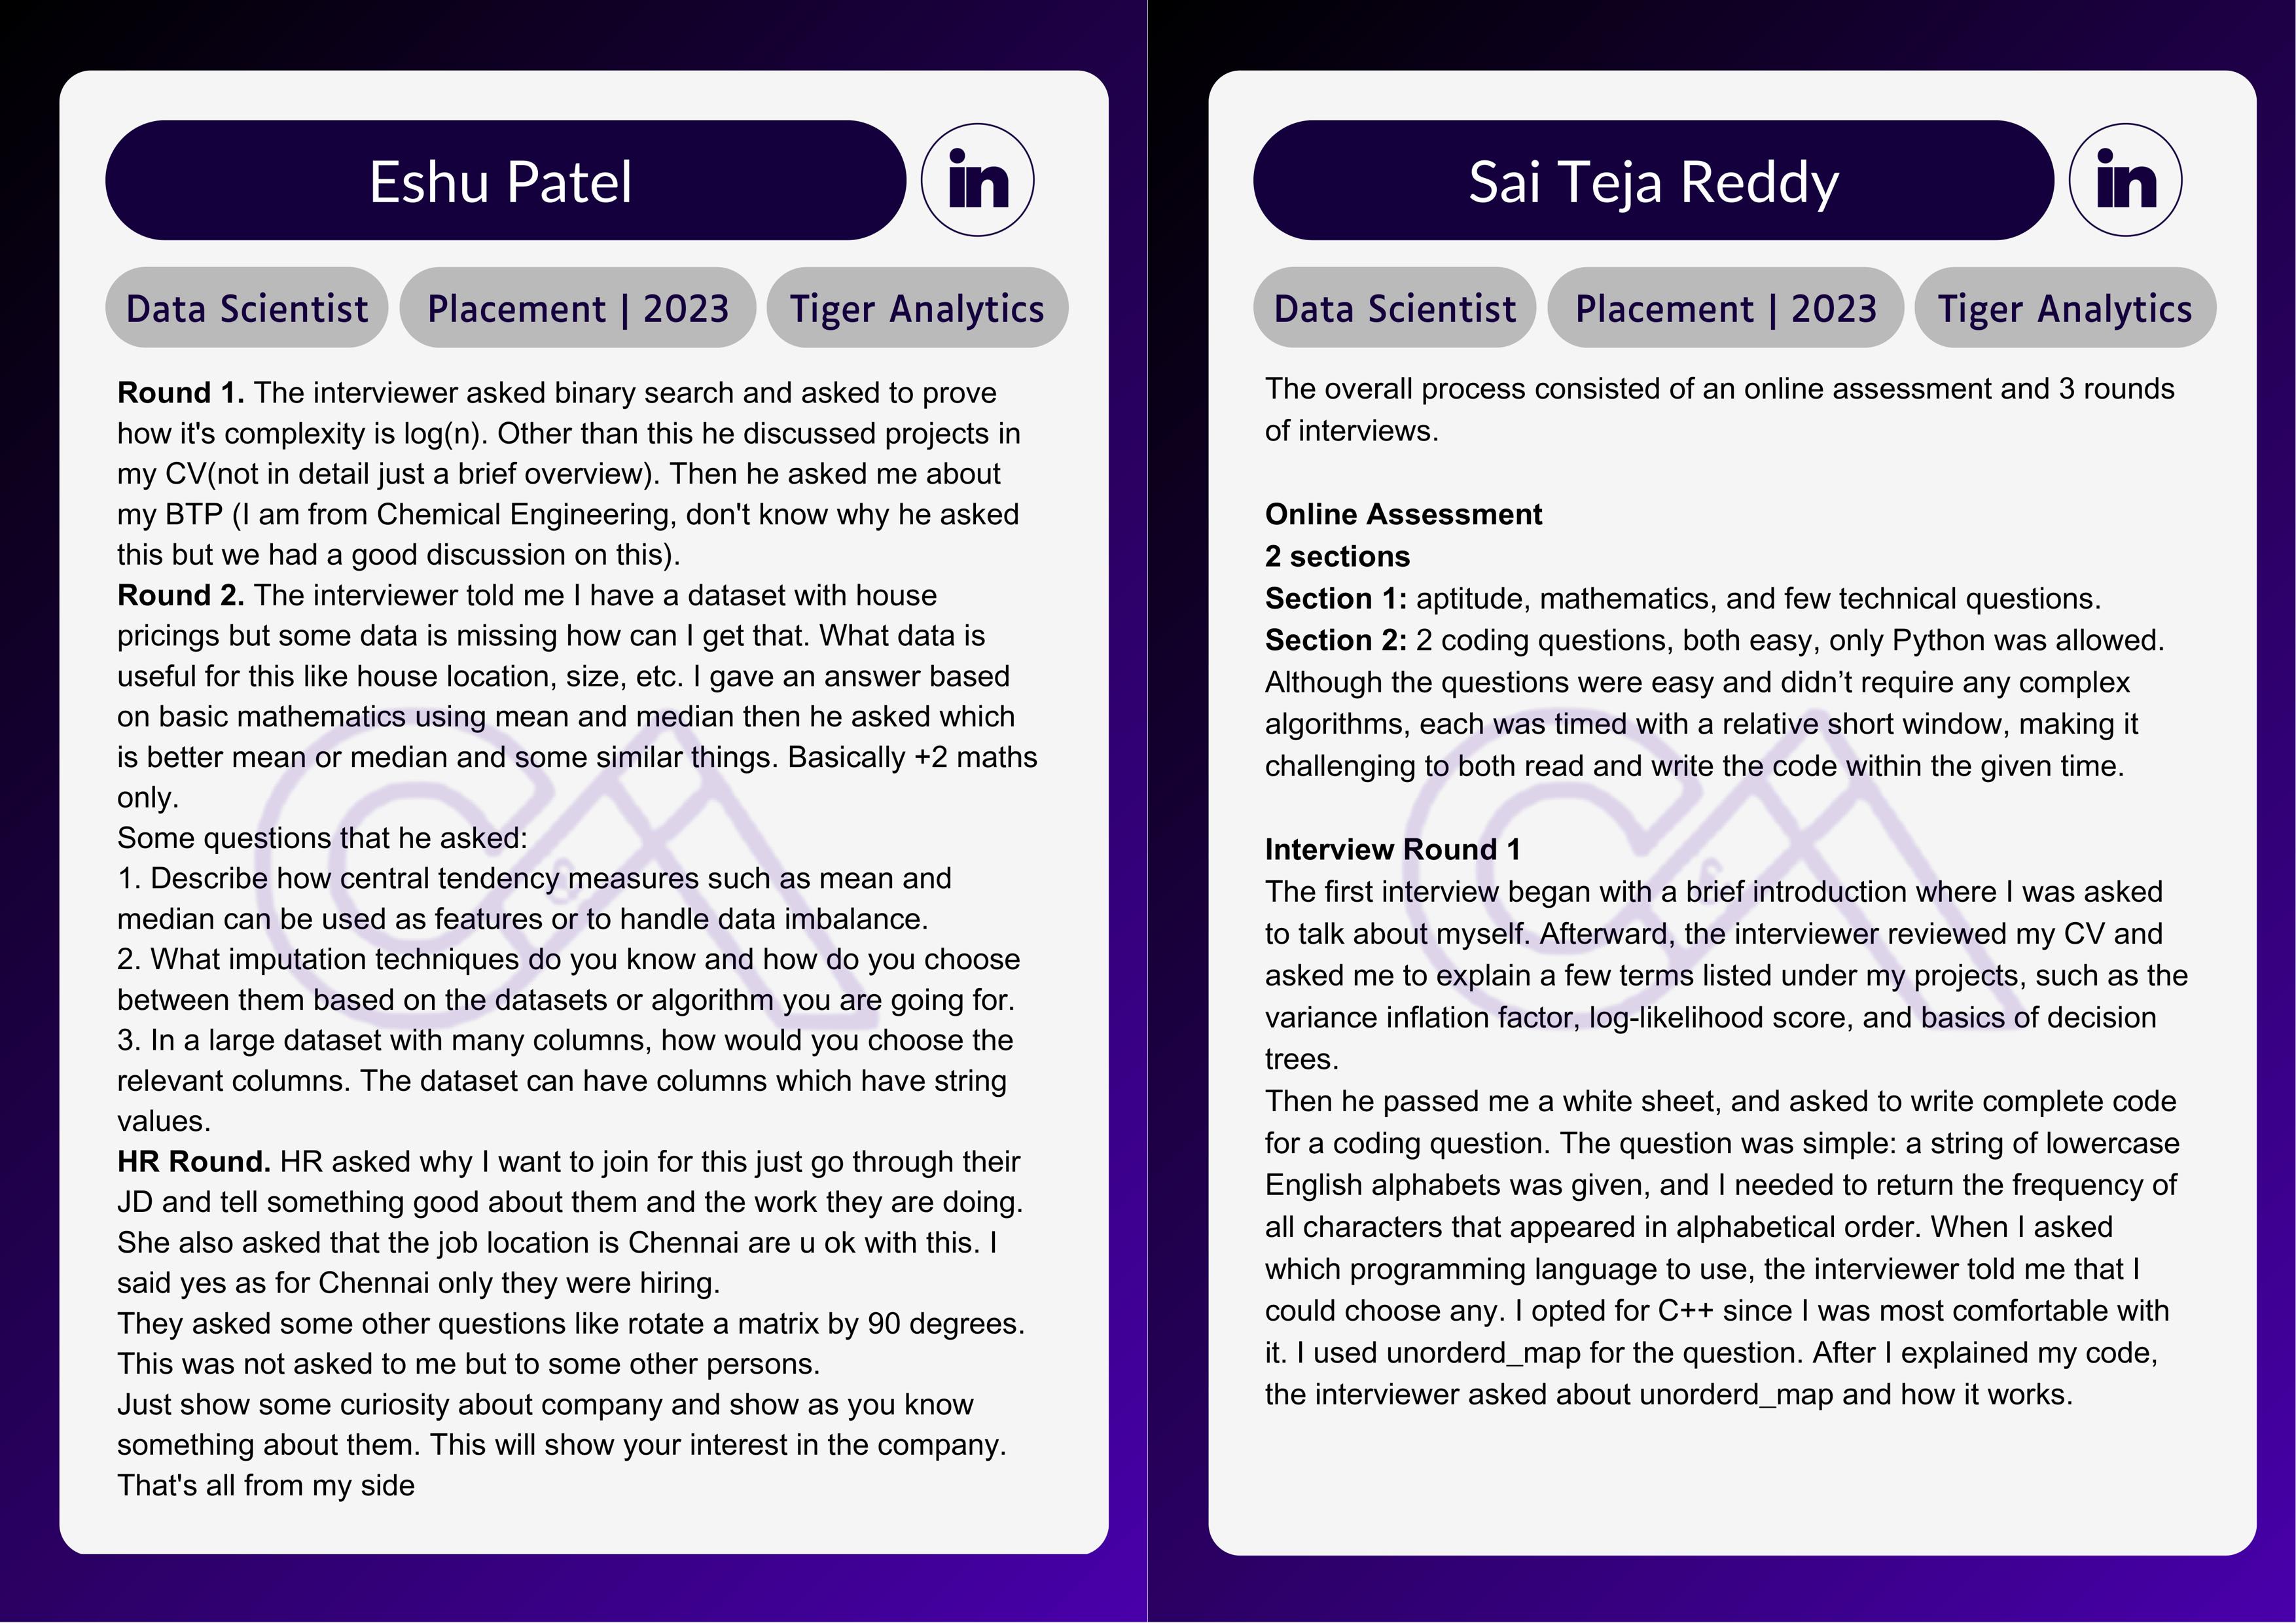 Eshu Patel
in
Data Scientist
Placement | 2023
Tiger Analytics
Round 1. The interviewer asked binary search and asked to prove
how it's complexity is log(n). Other than this he discussed projects in
my CV(not in detail just a brief overview). Then he asked me about
my BTP (I am from Chemical Engineering, don't know why he asked
this but we had a good discussion on this).
Round 2. The interviewer told me I have a dataset with house
pricings but some data is missing how can I get that. What data is
useful for this like house location, size, etc. I gave an answer based
on basic mathematics using mean and median then he asked which
is better mean or median and some similar things. Basically +2 maths
only.
Some questions that he asked:
1. Describe how central tendency measures such as mean and
median can be used as features or to handle data imbalance.
2. What imputation techniques do you know and how do you choose
between them based on the datasets or algorithm you are going for.
3. In a large dataset with many columns, how would you choose the
relevant columns. The dataset can have columns which have string
values.
HR Round. HR asked why I want to join for this just go through their
JD and tell something good about them and the work they are doing.
She also asked that the job location is Chennai are u ok with this. I
said yes as for Chennai only they were hiring.
They asked some other questions like rotate a matrix by 90 degrees.
This was not asked to me but to some other persons.
Just show some curiosity about company and show as you know
something about them. This will show your interest in the company.
That's all from my side
Sai Teja Reddy
in
Data Scientist
Placement | 2023
Tiger Analytics
The overall process consisted of an online assessment and 3 rounds
of interviews.
Online Assessment
2 sections
Section 1: aptitude, mathematics, and few technical questions.
Section 2: 2 coding questions, both easy, only Python was allowed.
Although the questions were easy and didn’t require any complex
algorithms, each was timed with a relative short window, making it
challenging to both read and write the code within the given time.
Interview Round 1
The first interview began with a brief introduction where I was asked
to talk about myself. Afterward, the interviewer reviewed my CV and
asked me to explain a few terms listed under my projects, such as the
variance inflation factor, log-likelihood score, and basics of decision
trees.
Then he passed me a white sheet, and asked to write complete code
for a coding question. The question was simple: a string of lowercase
English alphabets was given, and I needed to return the frequency of
all characters that appeared in alphabetical order. When I asked
which programming language to use, the interviewer told me that I
could choose any. I opted for C++ since I was most comfortable with
it. I used unorderd_map for the question. After I explained my code,
the interviewer asked about unorderd_map and how it works.